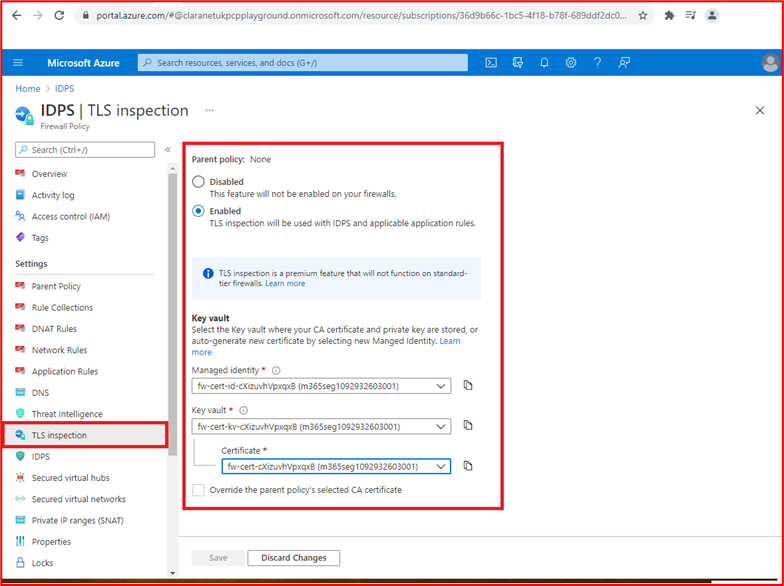 portal.azure.com/#@claranetukpcpplayground.onmicrosoft.com/resource/subscriptions/36d9b66c-1bc5-4f18-b78f-689ddf2dc0...
Microsoft Azure
Search resources, services, and docs (G+/)
Home > IDPS
IDPS | TLS inspection ...
Firewall Policy
Search (Ctrl+/)
«
Overview
Activity log
Access control (IAM)
Tags
Settings
Parent Policy
Rule Collections
DNAT Rules
Network Rules
Application Rules
DNS
Threat Intelligence
TLS inspection
IDPS
Secured virtual hubs
Secured virtual networks
Private IP ranges (SNAT)
Properties
Locks
Parent policy: None
Disabled
This feature will not be enabled on your firewalls.
Enabled
TLS inspection will be used with IDPS and applicable application rules.
TLS inspection is a premium feature that will not function on standard-
tier firewalls. Learn more
Key vault
Select the Key vault where your CA certificate and private key are stored, or
auto-generate new certificate by selecting new Manged Identity. Learn
more
Managed identity *
fw-cert-id-cXizuvhVpxqxB (m365seg1092932603001)
Key vault *
fw-cert-kv-cXizuvhVpxqxB (m365seg1092932603001)
Certificate *
fw-cert-cXizuvhVpxqxB (m365seg1092932603001)
Override the parent policy's selected CA certificate
Save
Discard Changes